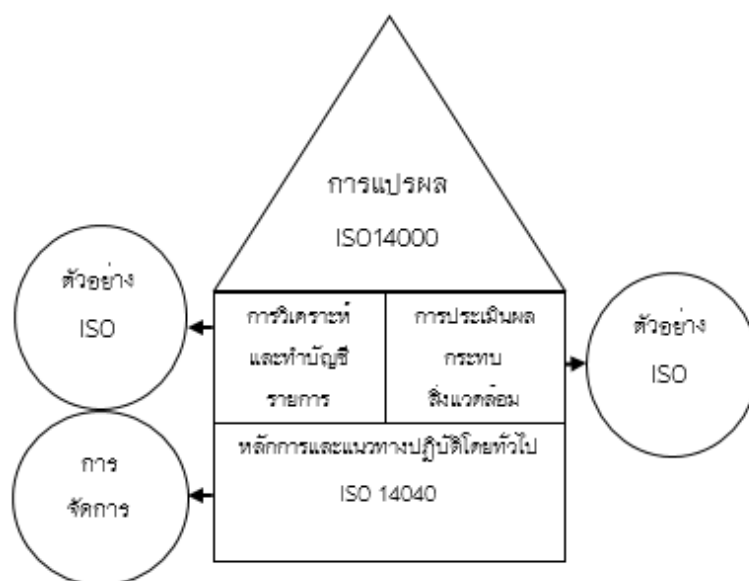 การแปรผล
ISO14000
ตัวอย่าง
ISO
การวิเคราะห์
และทำบัญชี
รายการ
การประเมินผล
กระทบ
สิ่งแวดล้อม
ตัวอย่าง
ISO
หลักการและแนวทางปฏิบัติโดยทั่วไป
ISO 14040
การ
จัดการ